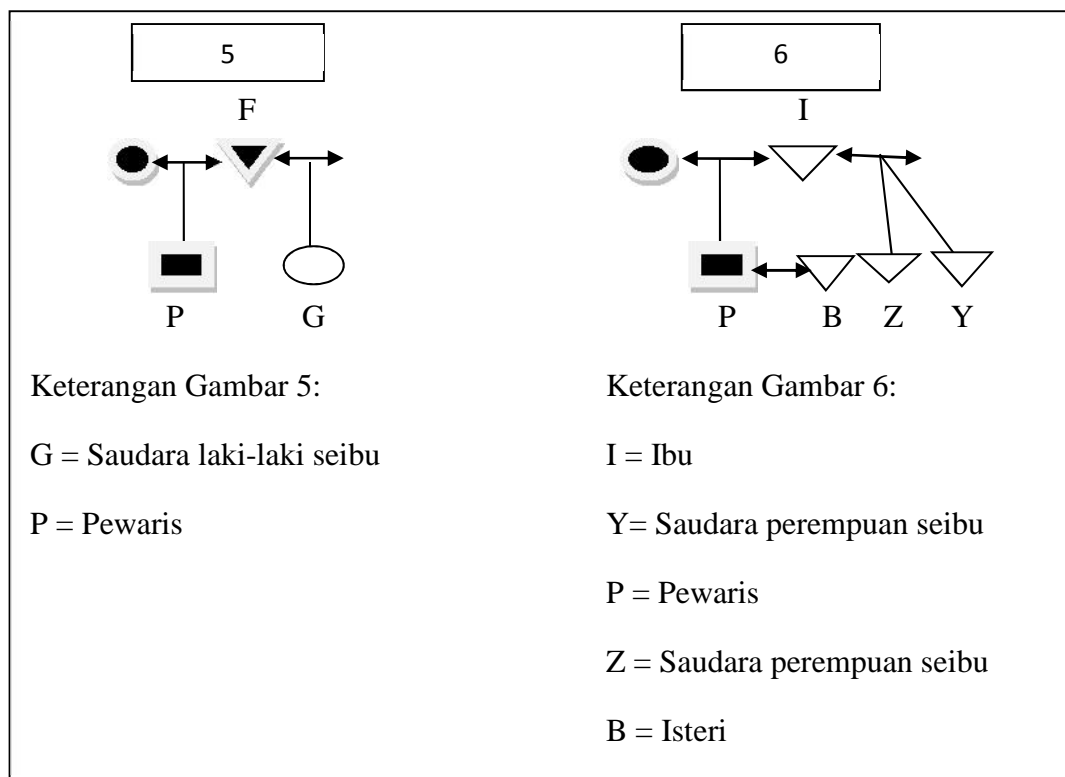 5
F
P G
Keterangan Gambar 5:
G = Saudara laki-laki seibu
P = Pewaris
6
I
P B Z Y
Keterangan Gambar 6:
I = Ibu
Y= Saudara perempuan seibu
P = Pewaris
Z = Saudara perempuan seibu
B = Isteri